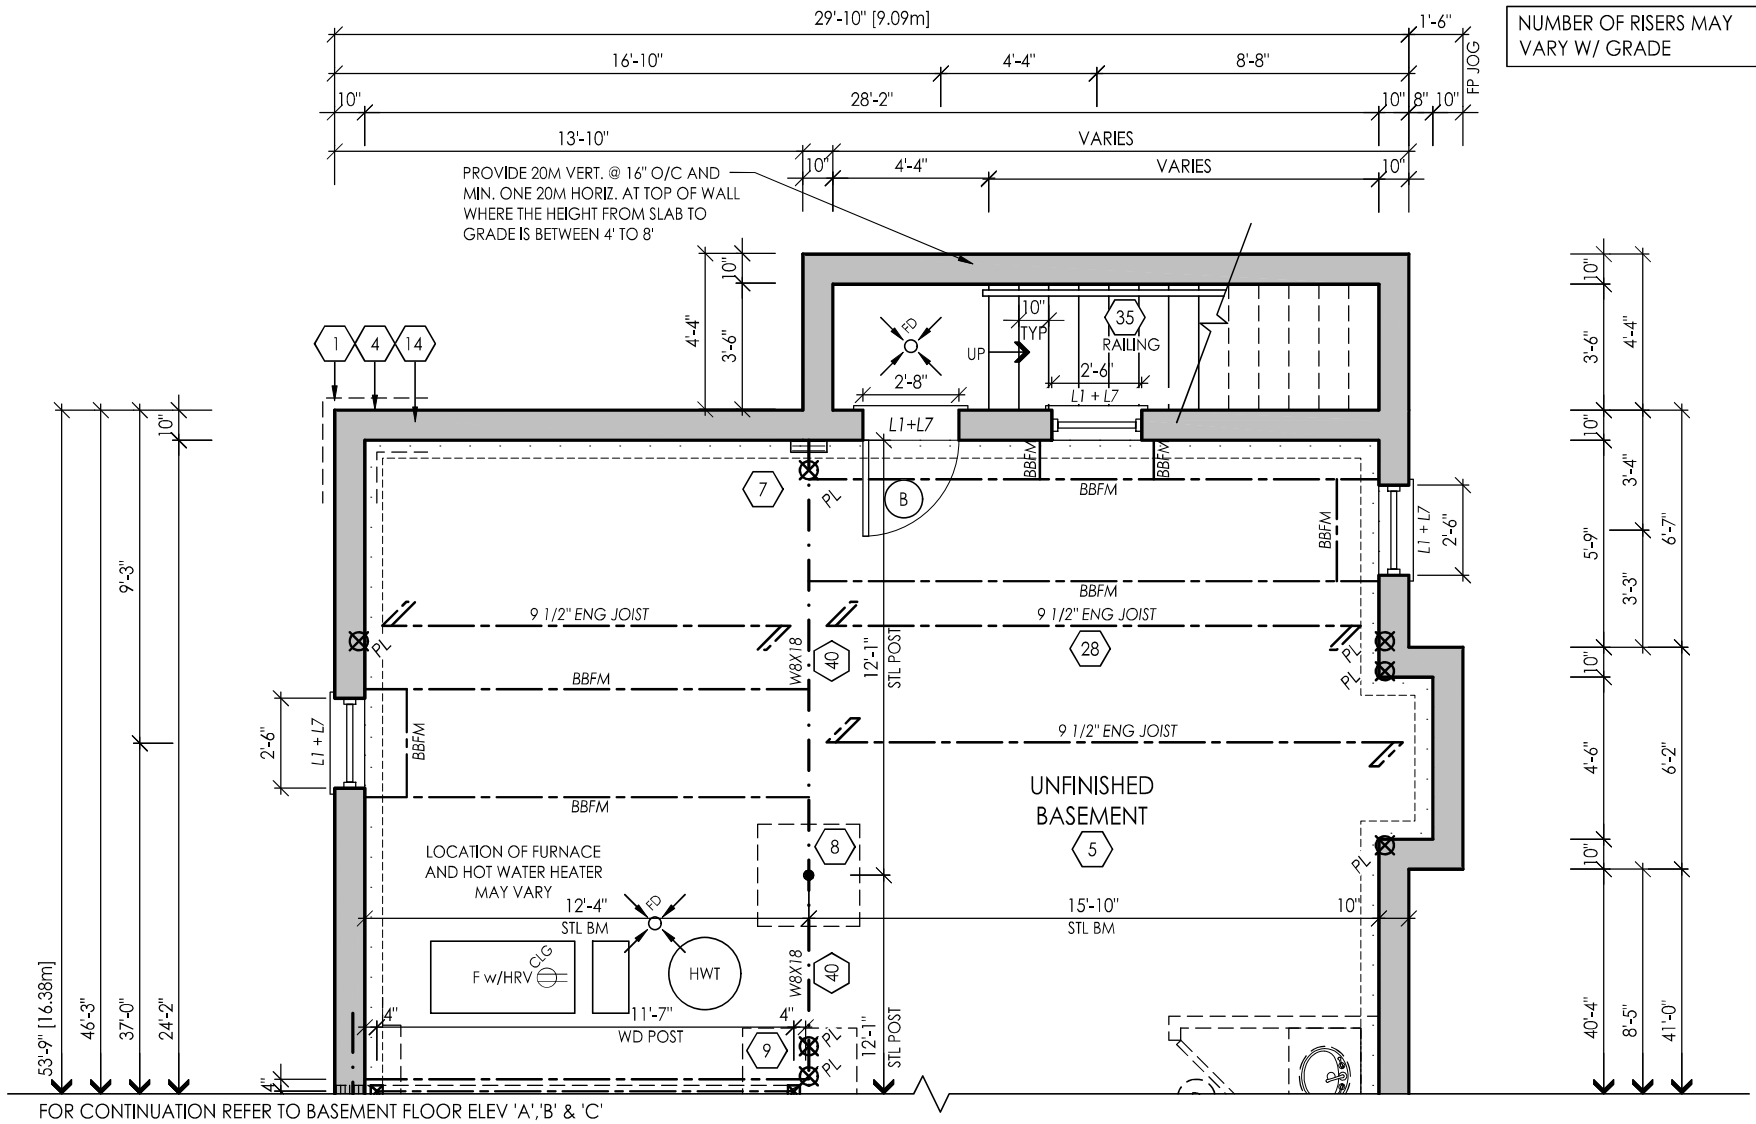 29'-10" [9.09m]
1'-6"
NUMBER OF RISERS MAY
VARY W/ GRADE
16'-10"
4'-4"
8'-8"
FP JOG
10"
28'-2"
10"
8"
10"
13'-10"
VARIES
PROVIDE 20M VERT. @ 16" O/C AND
MIN. ONE 20M HORIZ. AT TOP OF WALL
WHERE THE HEIGHT FROM SLAB TO
GRADE IS BETWEEN 4' TO 8'
10"
4'-4"
VARIES
10"
10"
4'-4"
3'-6"
10"
3'-6"
4'-4"
1
4
14
FD
10"
TYP
35
RAILING
UP
2'-8"
2'-6"
L1 + L7
L1+L7
10"
10"
BBFM
BBFM
7
PL
B
BBFM
BBFM
L1 + L7
2'-6"
3'-4"
5'-9"
6'-7"
3'-3"
9'-3"
BBFM
9 1/2" ENG JOIST
9 1/2" ENG JOIST
PL
W8X18
40
12'-1"
STL POST
28
PL
PL
10"
BBFM
2'-6"
L1 + L7
BBFM
9 1/2" ENG JOIST
4'-6"
6'-2"
UNFINISHED
BASEMENT
5
BBFM
8
LOCATION OF FURNACE
AND HOT WATER HEATER
MAY VARY
PL
10"
12'-4"
STL BM
FD
15'-10"
STL BM
10"
F w/HRV
CLG
HWT
W8X18
40
53'-9" [16.38m]
46'-3"
37'-0"
24'-2"
4"
11'-7"
WD POST
4"
9
PL
PL
12'-1"
STL POST
40'-4"
8'-5"
41'-0"
4"
FOR CONTINUATION REFER TO BASEMENT FLOOR ELEV 'A','B' & 'C'